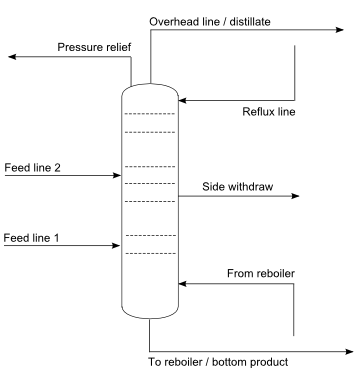 Overhead line / distillate
Pressure relief
Reflux line
Feed line 2
Side withdraw
Feed line 1
From reboiler
To reboiler / bottom product